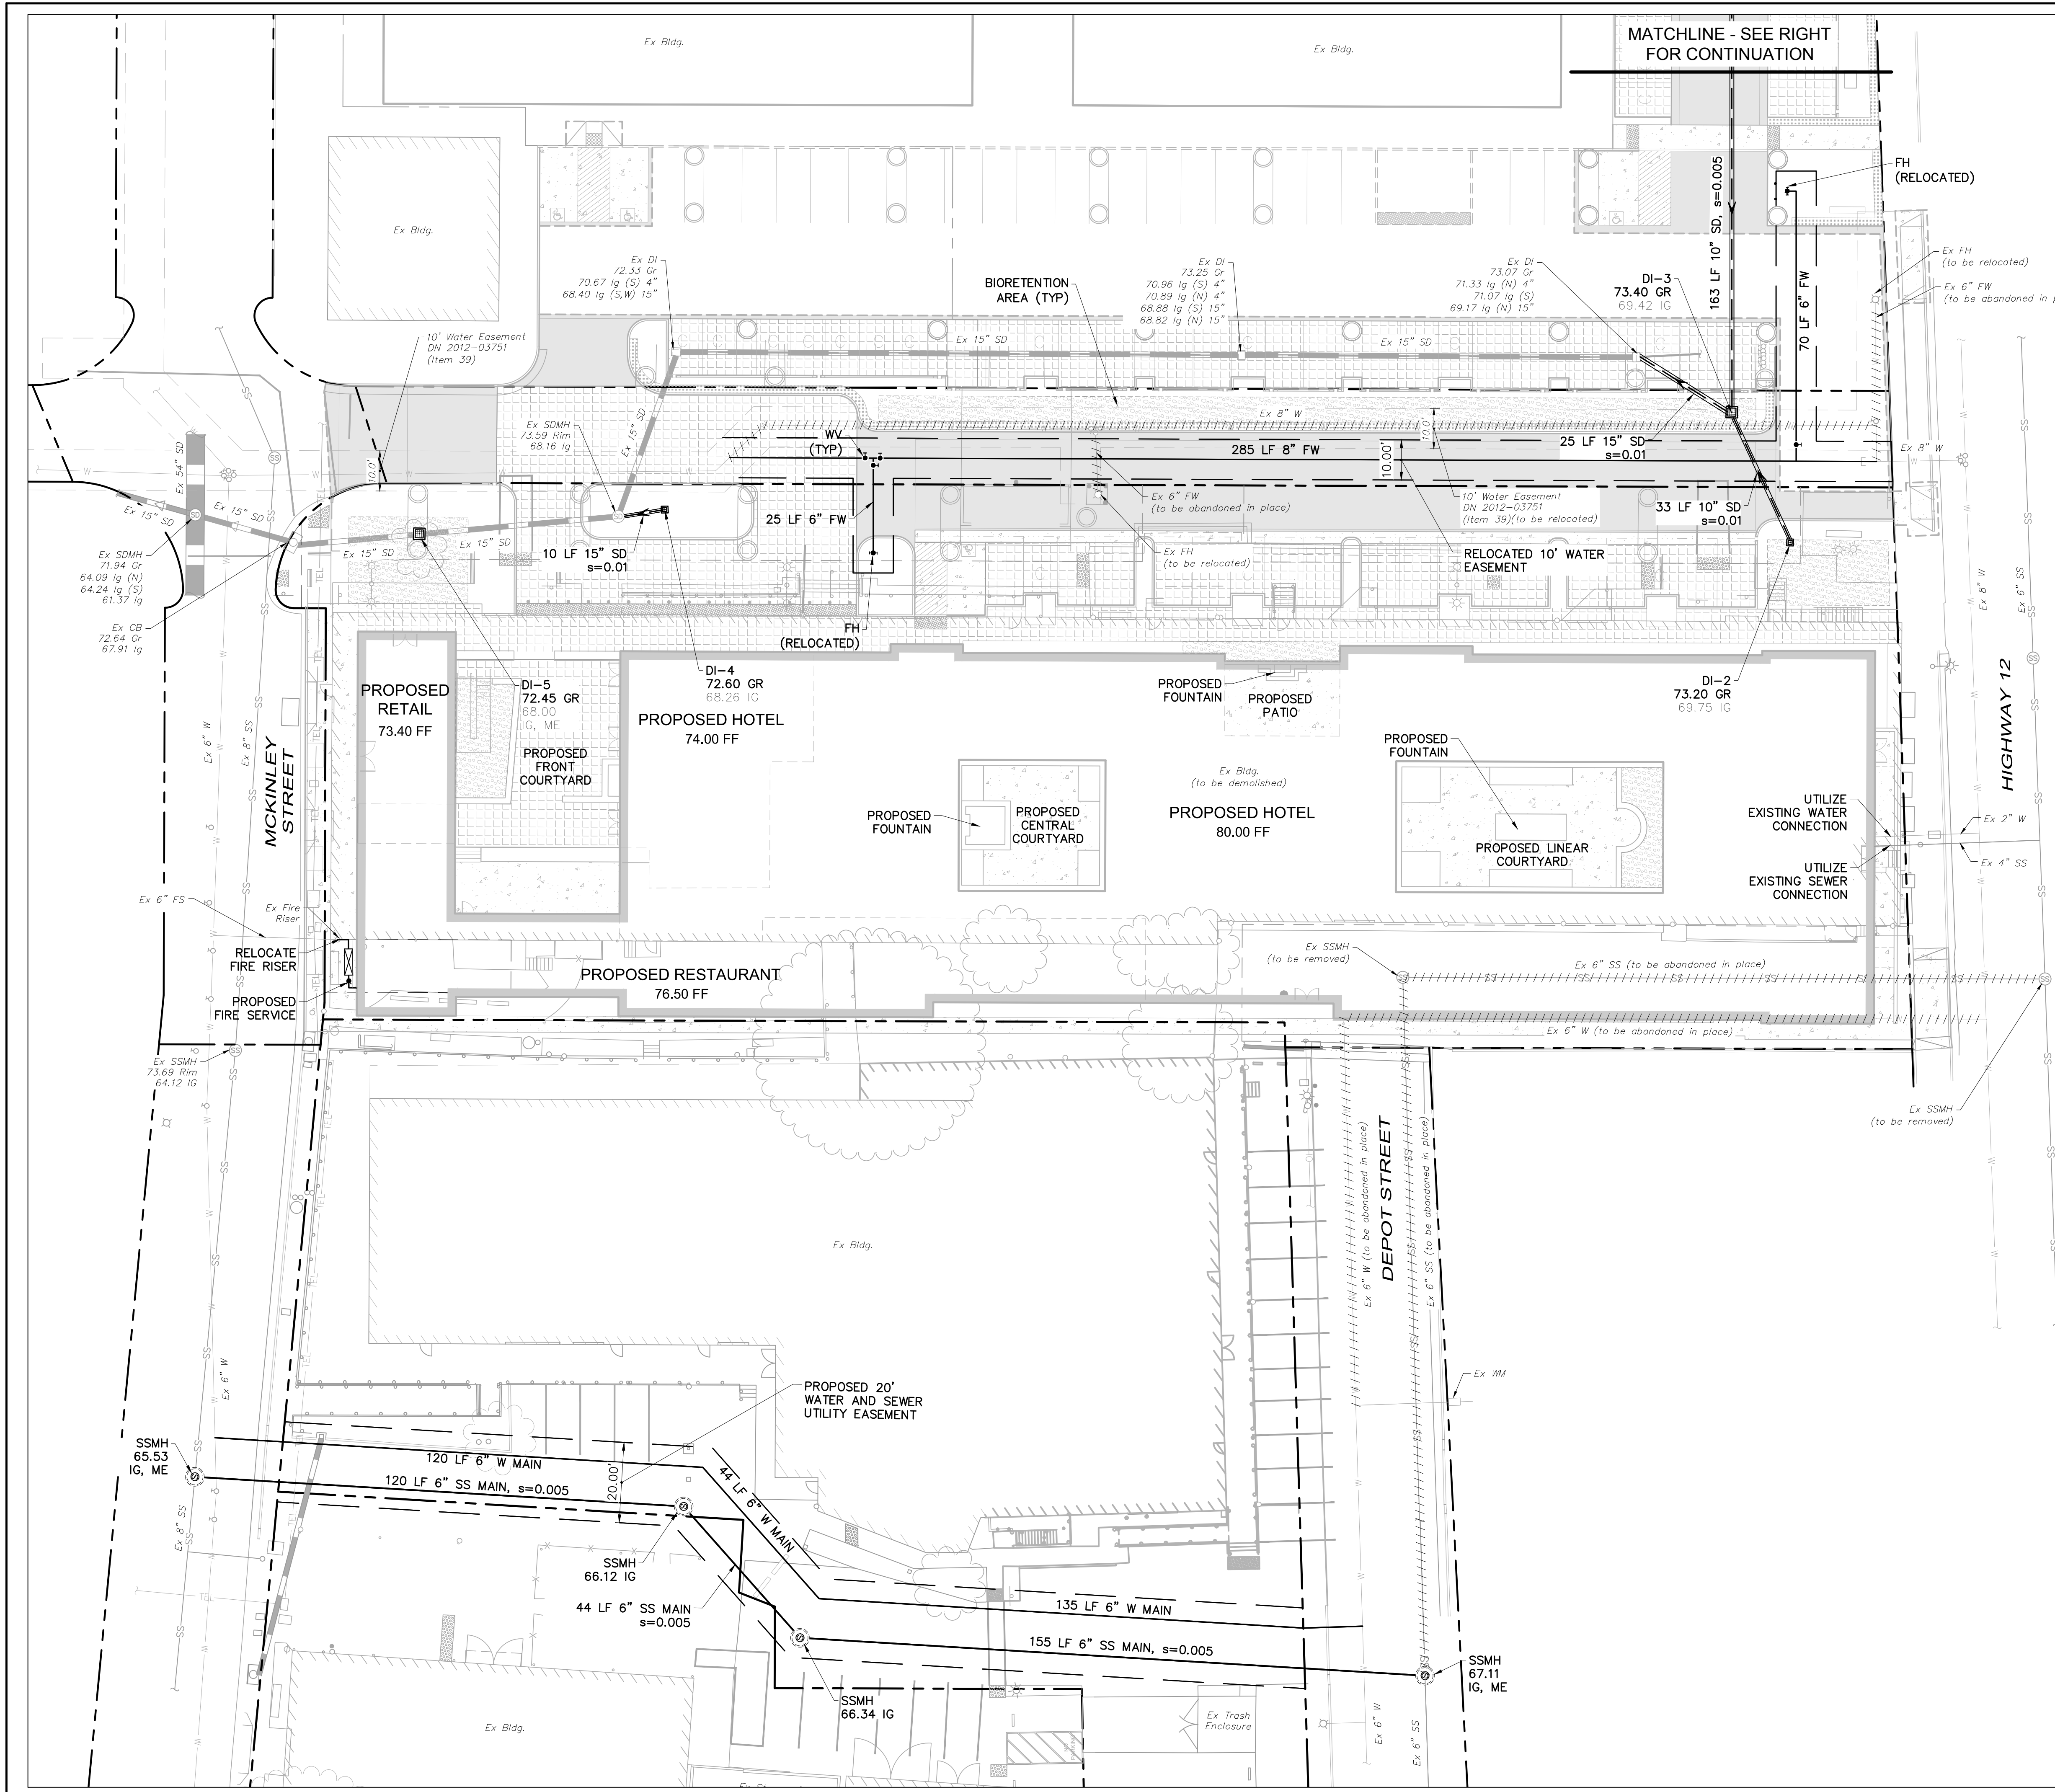 MATCHLINE - SEE RIGHT
FOR CONTINUATION
Ex Bldg.
Ex Bldg.
Ex Bldg.
163 LF 10" SD, s=0.005
FH
(RELOCATED)
70 LF 6" FW
Ex FH
(to be relocated)
Ex 6" FW
(to be abandoned in p
Ex DI
72.33 Gr
70.67 Ig (S) 4"
68.40 Ig (S,W) 15"
BIORETENTION
AREA (TYP)
Ex DI
73.25 Gr
70.96 Ig (S) 4"
70.89 Ig (N) 4"
68.88 Ig (S) 15"
68.82 Ig (N) 15"
Ex DI
73.07 Gr
71.33 Ig (N) 4"
71.07 Ig (S)
69.17 Ig (N) 15"
DI-3
73.40 GR
69.42 IG
10' Water Easement
DN 2012-03751
(Item 39)
Ex 15" SD
Ex 15" SD
Ex 15" SD
Ex SDMH
73.59 Rim
68.16 Ig
WV
(TYP)
Ex 8" W
10.0'
285 LF 8" FW
10.00'
25 LF 15" SD
s=0.01
Ex 8" W
10.0'
Ex 54" SD
Ex 15" SD
Ex 15" SD
Ex 15" SD
Ex 15" SD
Ex SDMH
71.94 Gr
64.09 Ig (N)
64.24 Ig (S)
61.37 Ig
Ex CB
72.64 Gr
67.91 Ig
10 LF 15" SD
s=0.01
25 LF 6" FW
Ex 6" FW
(to be abandoned in place)
Ex FH
(to be relocated)
10' Water Easement
DN 2012-03751
(Item 39)(to be relocated)
33 LF 10" SD
s=0.01
RELOCATED 10' WATER
EASEMENT
FH
(RELOCATED)
DI-5
72.45 GR
68.00
IG, ME
DI-4
72.60 GR
68.26 IG
DI-2
73.20 GR
69.75 IG
PROPOSED
RETAIL
73.40 FF
PROPOSED HOTEL
74.00 FF
PROPOSED
FRONT
COURTYARD
PROPOSED
FOUNTAIN
PROPOSED
PATIO
PROPOSED
FOUNTAIN
Ex Bldg.
(to be demolished)
PROPOSED HOTEL
80.00 FF
PROPOSED
FOUNTAIN
PROPOSED
CENTRAL
COURTYARD
PROPOSED LINEAR
COURTYARD
UTILIZE
EXISTING WATER
CONNECTION
UTILIZE
EXISTING SEWER
CONNECTION
Ex 2" W
Ex 4" SS
HIGHWAY 12
Ex 8" W
Ex 6" SS
MCKINLEY
STREET
Ex 6" W
Ex 8" SS
Ex 6" FS
Ex Fire
Riser
RELOCATE
FIRE RISER
PROPOSED
FIRE SERVICE
PROPOSED RESTAURANT
76.50 FF
Ex SSMH
(to be removed)
Ex 6" SS (to be abandoned in place)
Ex 6" W (to be abandoned in place)
Ex SSMH
73.69 Rim
64.12 IG
Ex SSMH
(to be removed)
Ex 6" W (to be abandoned in place)
DEPOT STREET
Ex 6" SS (to be abandoned in place)
Ex Bldg.
Ex 6" W
Ex WM
PROPOSED 20'
WATER AND SEWER
UTILITY EASEMENT
SSMH
65.53
IG, ME
120 LF 6" W MAIN
120 LF 6" SS MAIN, s=0.005
20.00'
44 LF 6" W MAIN
Ex 8" SS
SSMH
66.12 IG
44 LF 6" SS MAIN
s=0.005
135 LF 6" W MAIN
155 LF 6" SS MAIN, s=0.005
SSMH
66.34 IG
SSMH
67.11
IG, ME
Ex Bldg.
Ex Trash
Enclosure
Ex 6" W
Ex 6" SS